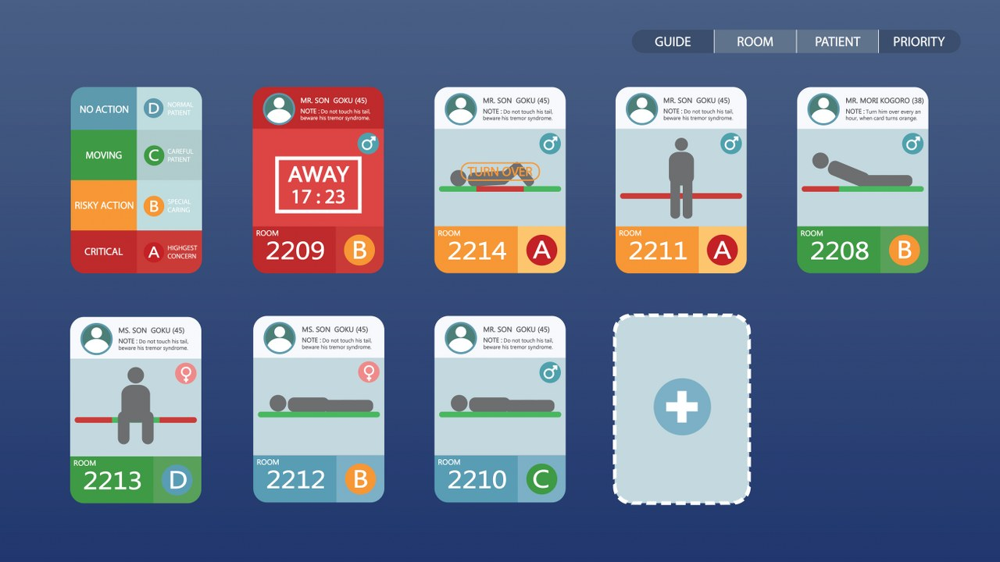 GUIDE
ROOM
PATIENT
PRIORITY
NO ACTION
D
NORMAL
PATIENT
MOVING
C
CAREFUL
PATIENT
RISKY ACTION
B
SPECIAL
CARING
CRITICAL
A
HIGHGEST
CONCERN
MR. SON GOKU (45)
NOTE : Do not touch his tail,
beware his tremor syndrome.
AWAY
17 : 23
ROOM
2209
B
MR. SON GOKU (45)
NOTE : Do not touch his tail,
beware his tremor syndrome.
TURN OVER
ROOM
2214
A
MR. SON GOKU (45)
NOTE : Do not touch his tail,
beware his tremor syndrome.
ROOM
2211
A
MR. MORI KOGORO (38)
NOTE : Turn him over every an
hour, when card turns orange.
ROOM
2208
B
MS. SON GOKU (45)
NOTE : Do not touch his tail,
beware his tremor syndrome.
ROOM
2213
D
MS. SON GOKU (45)
NOTE : Do not touch his tail,
beware his tremor syndrome.
ROOM
2212
B
MR. SON GOKU (45)
NOTE : Do not touch his tail,
beware his tremor syndrome.
ROOM
2210
C